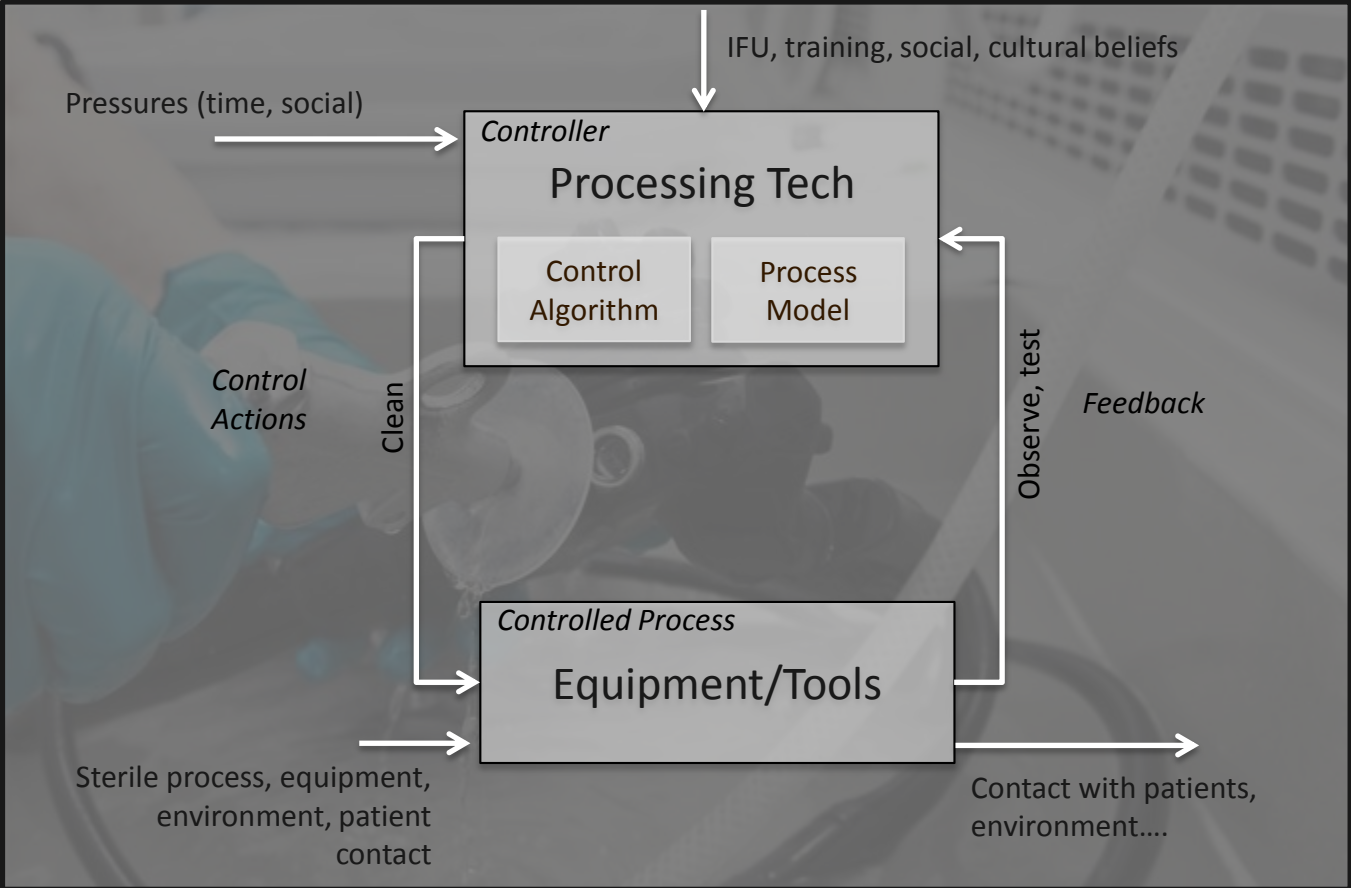 IFU, training, social, cultural beliefs
Pressures (time, social)
Controller
Processing Tech
Control
Algorithm
Process
Model
Control
Actions
Clean
Observe, test
Feedback
Controlled Process
Equipment/Tools
Sterile process, equipment,
environment, patient
contact
Contact with patients,
environment....